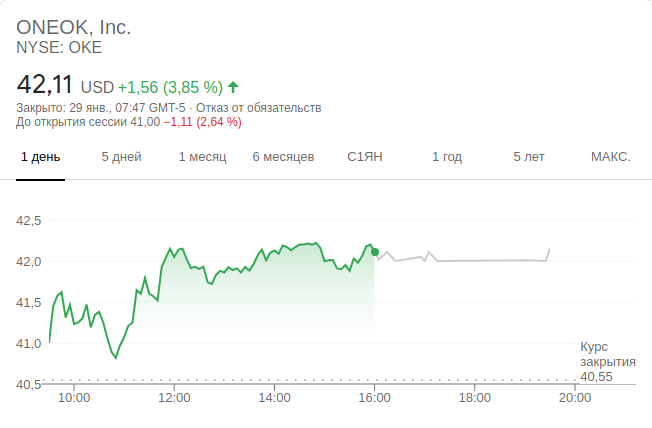 ONEOK, Inc.
NYSE: OKE
42,11 USD +1,56 (3,85 %)
Закрыто: 29 янв., 07:47 GMT-5 · Отказ от обязательств
До открытия сессии 41,00 −1,11 (2,64 %)
1 день 5 дней 1 месяц 6 месяцев С1ЯН 1 год 5 лет МАКС.
42,5
42,0
41,5
41,0
40,5
Курс
закрытия
40,55
10:00 12:00 14:00 16:00 18:00 20:00